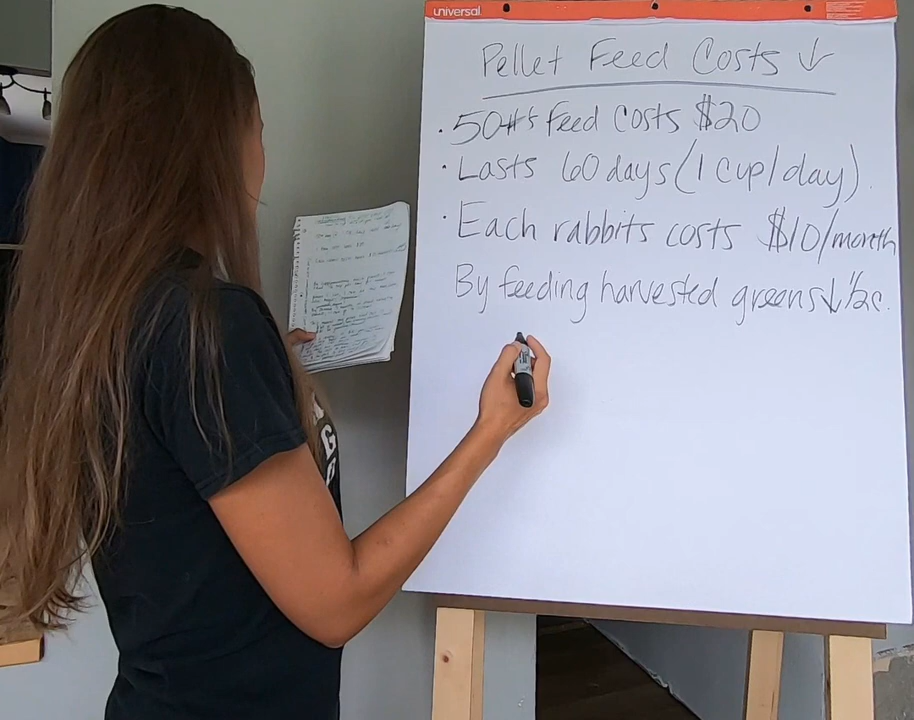 universal
Pellet Feed Costs ↓
· 50#'s feed costs $20
· Lasts 60 days (1 cup/day).
· Each rabbits costs $10/month
By feeding harvested greens ↓ 1/2c.